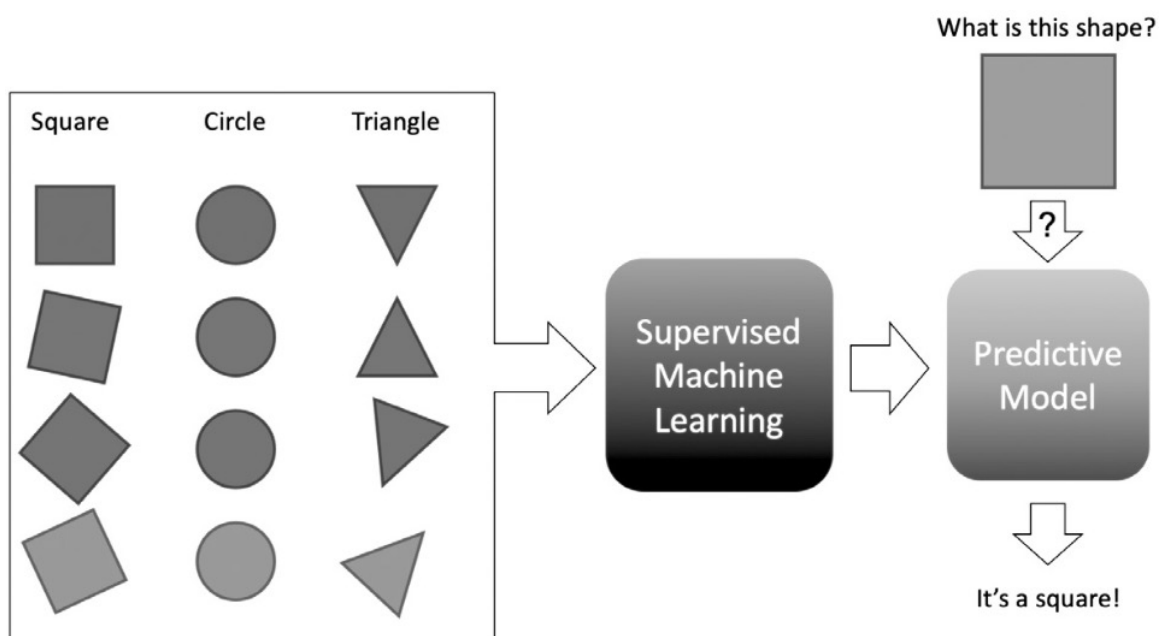 What is this shape?
Square Circle Triangle
?
Supervised
Machine
Learning
Predictive
Model
It's a square!